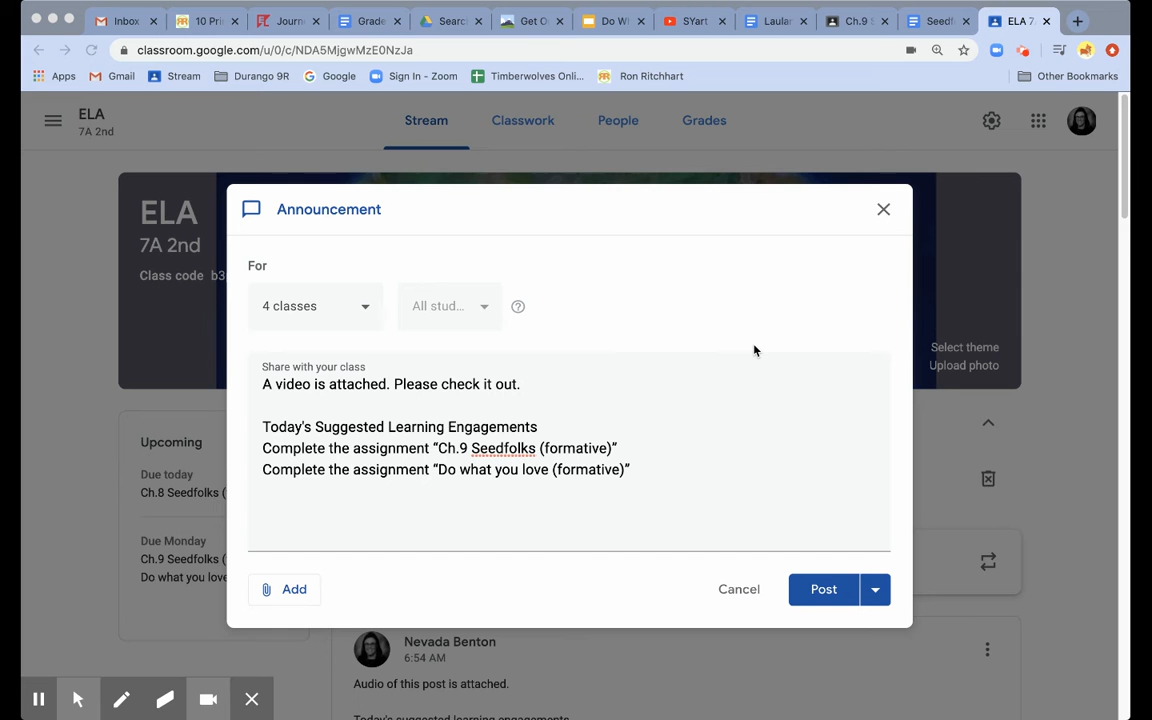 Inbox
10 Pri
Journ
Grade
Searc
Get O
Do W
SYart
Laular
Ch.9 S
Seedf
ELA 7
classroom.google.com/u/0/c/NDA5MjgwMzE0NzJa
Apps
Gmail
Stream
Durango 9R
Google
Sign In - Zoom
Timberwolves Onli...
Ron Ritchhart
Other Bookmarks
ELA
7A 2nd
Stream
Classwork
People
Grades
ELA
7A 2nd
Class code b3
Select theme
Upload photo
Announcement
For
4 classes
All stud...
Share with your class
A video is attached. Please check it out.
Today's Suggested Learning Engagements
Complete the assignment “Ch.9 Seedfolks (formative)”
Complete the assignment “Do what you love (formative)”
Add
Cancel
Post
Upcoming
Due today
Ch.8 Seedfolks (
Due Monday
Ch.9 Seedfolks (
Do what you love
Nevada Benton
6:54 AM
Audio of this post is attached.
Today's suggested learning engagements